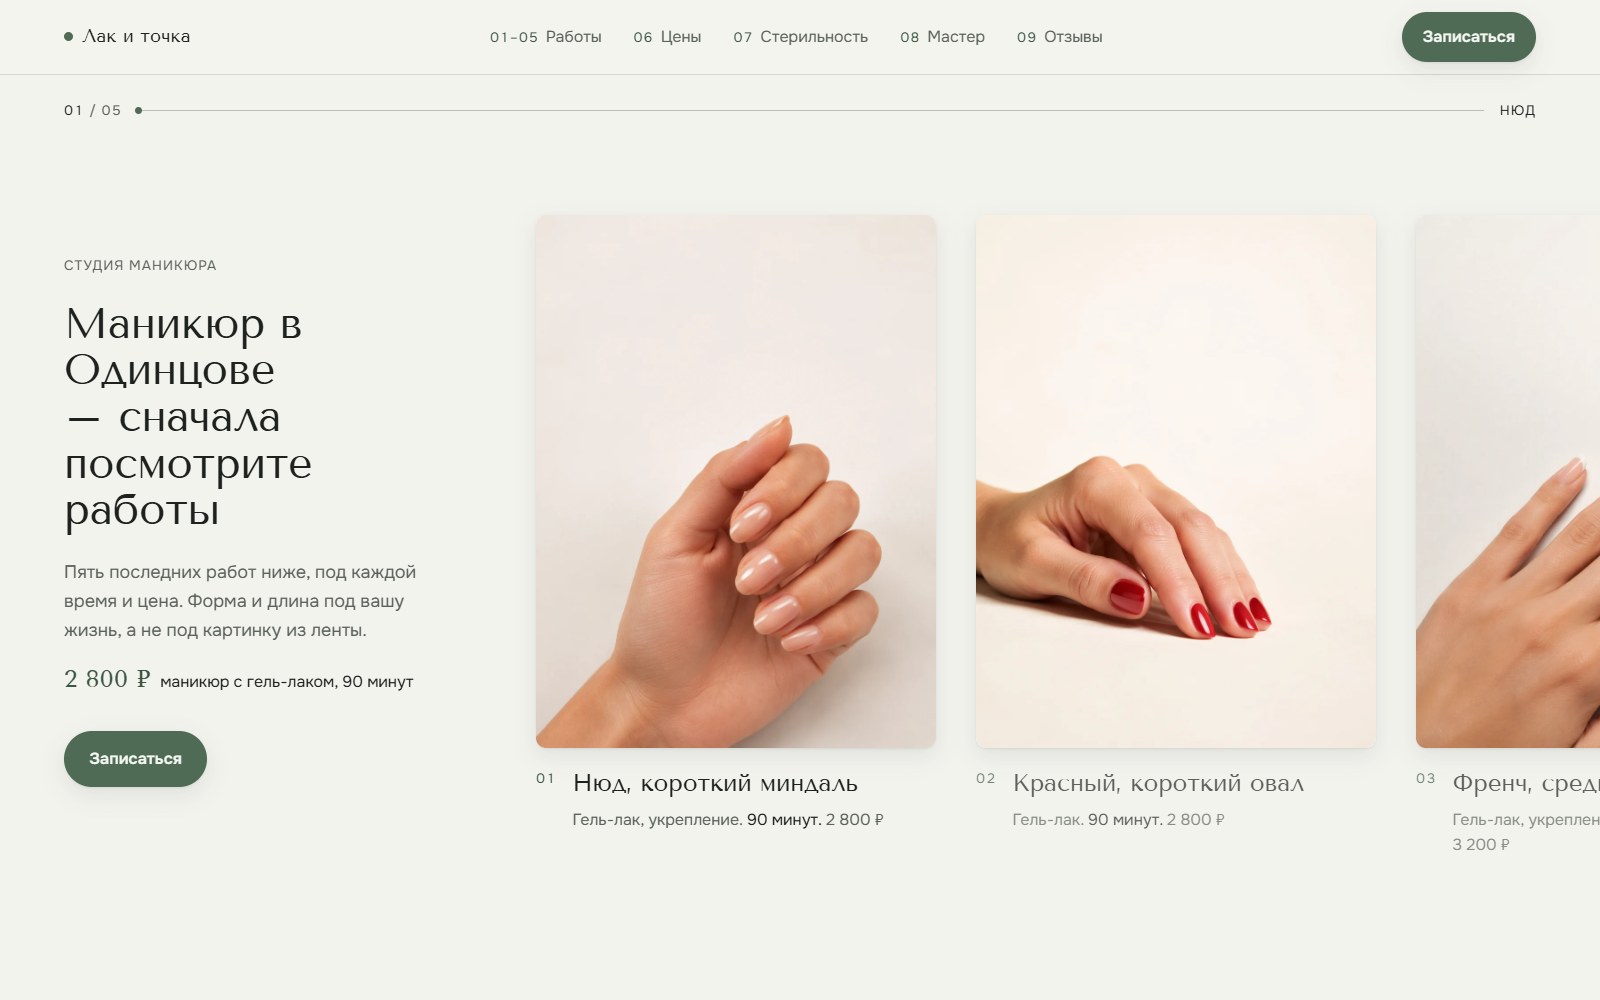 Лак и точка
01–05 Работы
06 Цены
07 Стерильность
08 Мастер
09 Отзывы
Записаться
01 / 05
НЮД
СТУДИЯ МАНИКЮРА
Маникюр в
Одинцове
— сначала
посмотрите
работы
Пять последних работ ниже, под каждой
время и цена. Форма и длина под вашу
жизнь, а не под картинку из ленты.
2 800 ₽ маникюр с гель-лаком, 90 минут
Записаться
01 Нюд, короткий миндаль
Гель-лак, укрепление. 90 минут. 2 800 ₽
02 Красный, короткий овал
Гель-лак. 90 минут. 2 800 ₽
03 Френч,
Гель-лак,
3 200 ₽